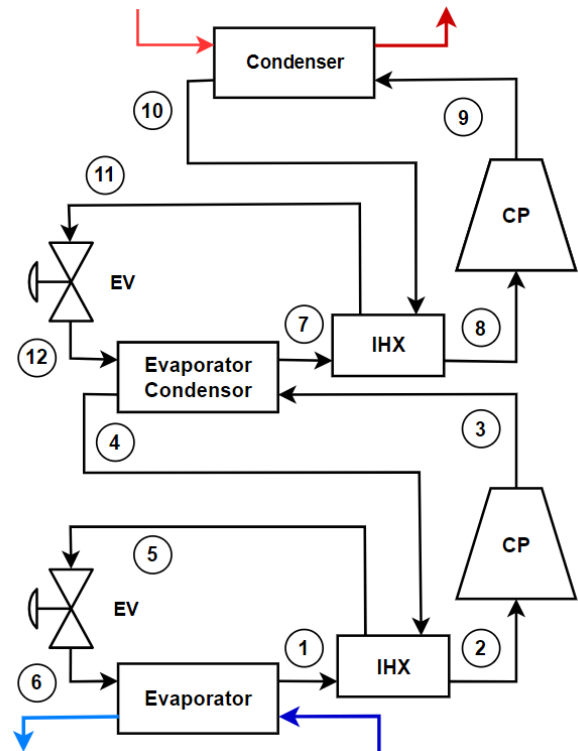 Condenser
10
9
11
CP
EV
7
8
12
IHX
Evaporator
Condensor
4
3
5
CP
EV
1
2
6
IHX
Evaporator